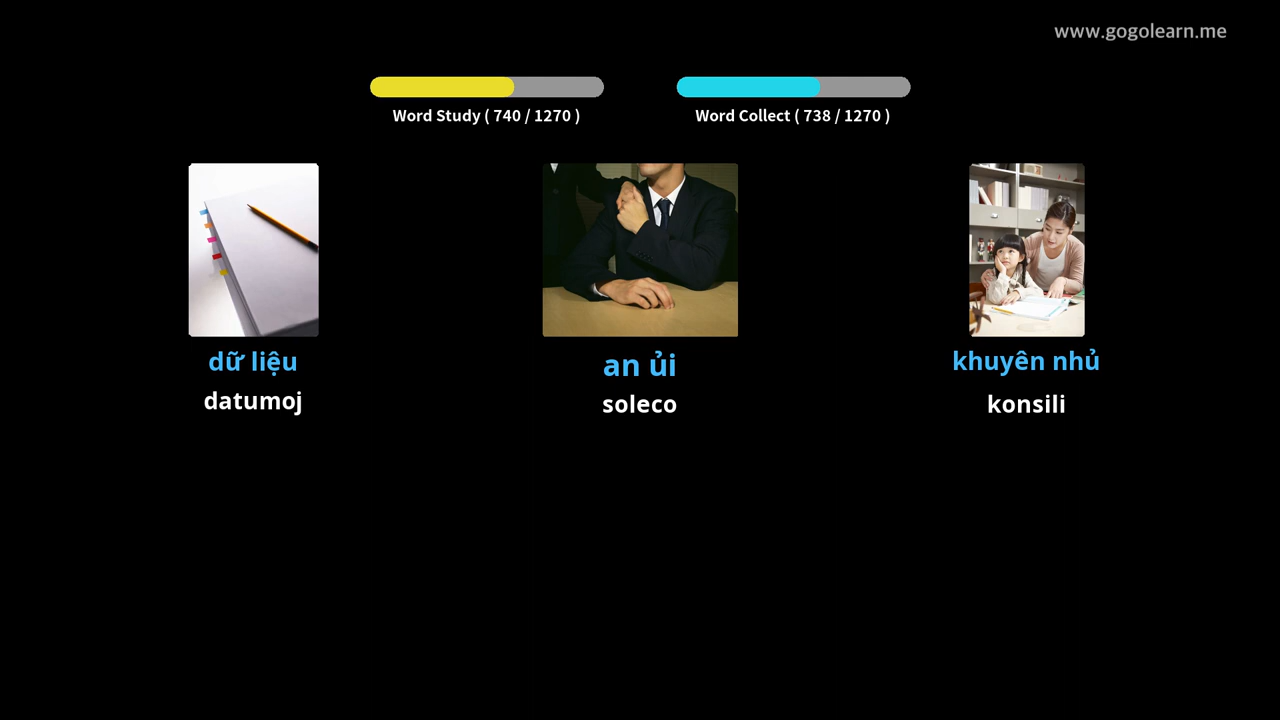 www.gogolearn.me
Word Study ( 740 / 1270 )
Word Collect ( 738 / 1270 )
dữ liệu
datumoj
an ủi
soleco
khuyên nhủ
konsili